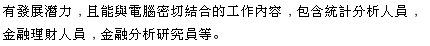 有發展潛力，且能與電腦密切結合的工作內容，包含統計分析人員，
金融理財人員，金融分析研究員等。